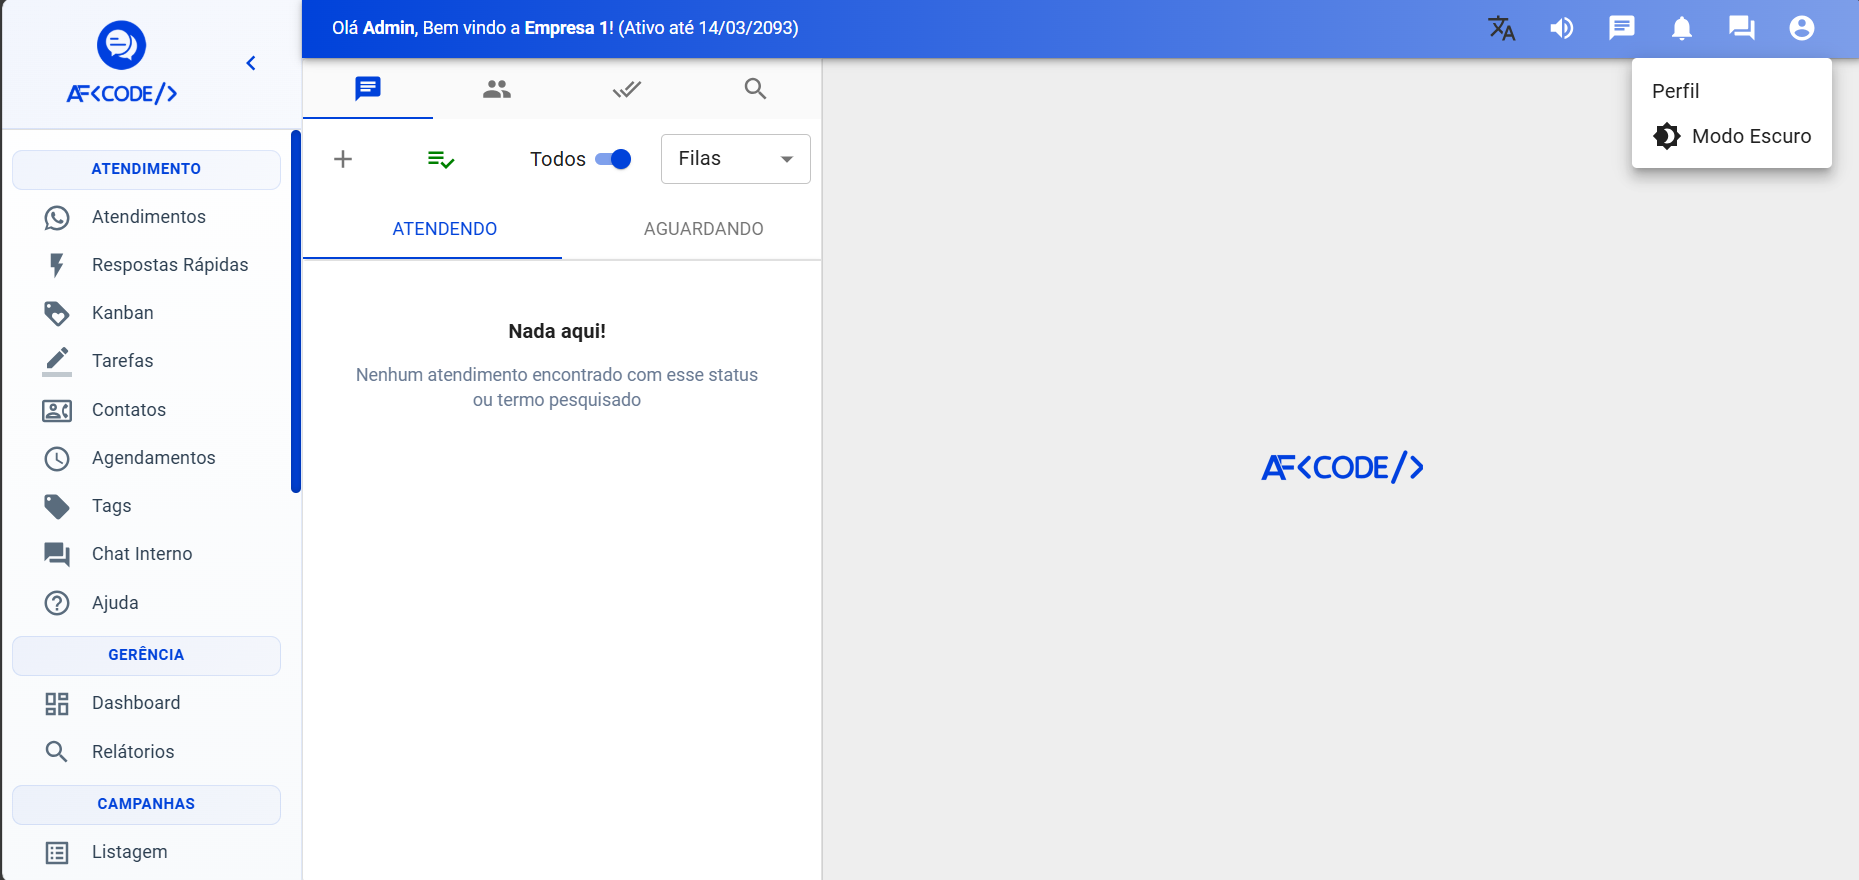 AF<CODE/>
Olá Admin, Bem vindo a Empresa 1! (Ativo até 14/03/2093)
Perfil
Modo Escuro
ATENDIMENTO
Atendimentos
Respostas Rápidas
Kanban
Tarefas
Contatos
Agendamentos
Tags
Chat Interno
Ajuda
GERÊNCIA
Dashboard
Relátorios
CAMPANHAS
Listagem
Todos
Filas
ATENDENDO
AGUARDANDO
Nada aqui!
Nenhum atendimento encontrado com esse status
ou termo pesquisado
AF<CODE/>